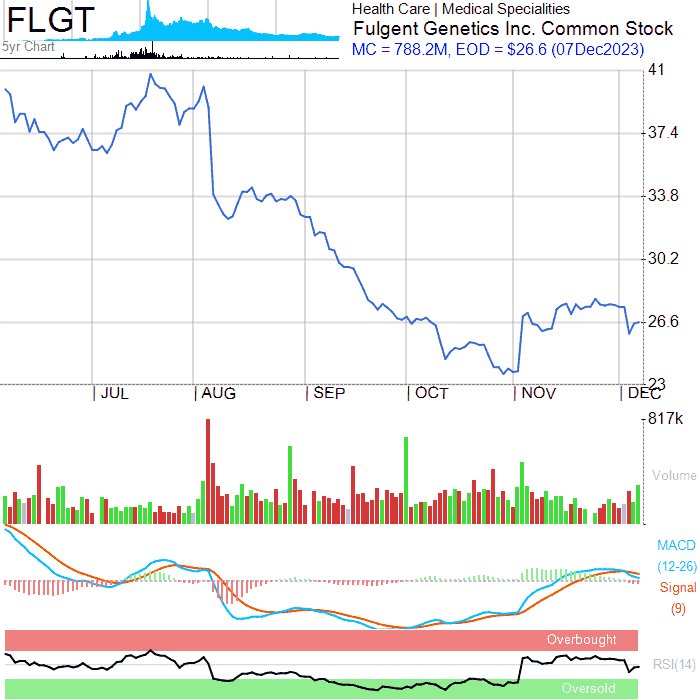 FLGT
5yr Chart
Health Care | Medical Specialities
Fulgent Genetics Inc. Common Stock
MC = 788.2M, EOD = $26.6 (07Dec2023)
41
37.4
33.8
30.2
26.6
23
JUL AUG SEP OCT NOV DEC
817k
Volume
MACD
(12-26)
Signal
(9)
Overbought
RSI(14)
Oversold